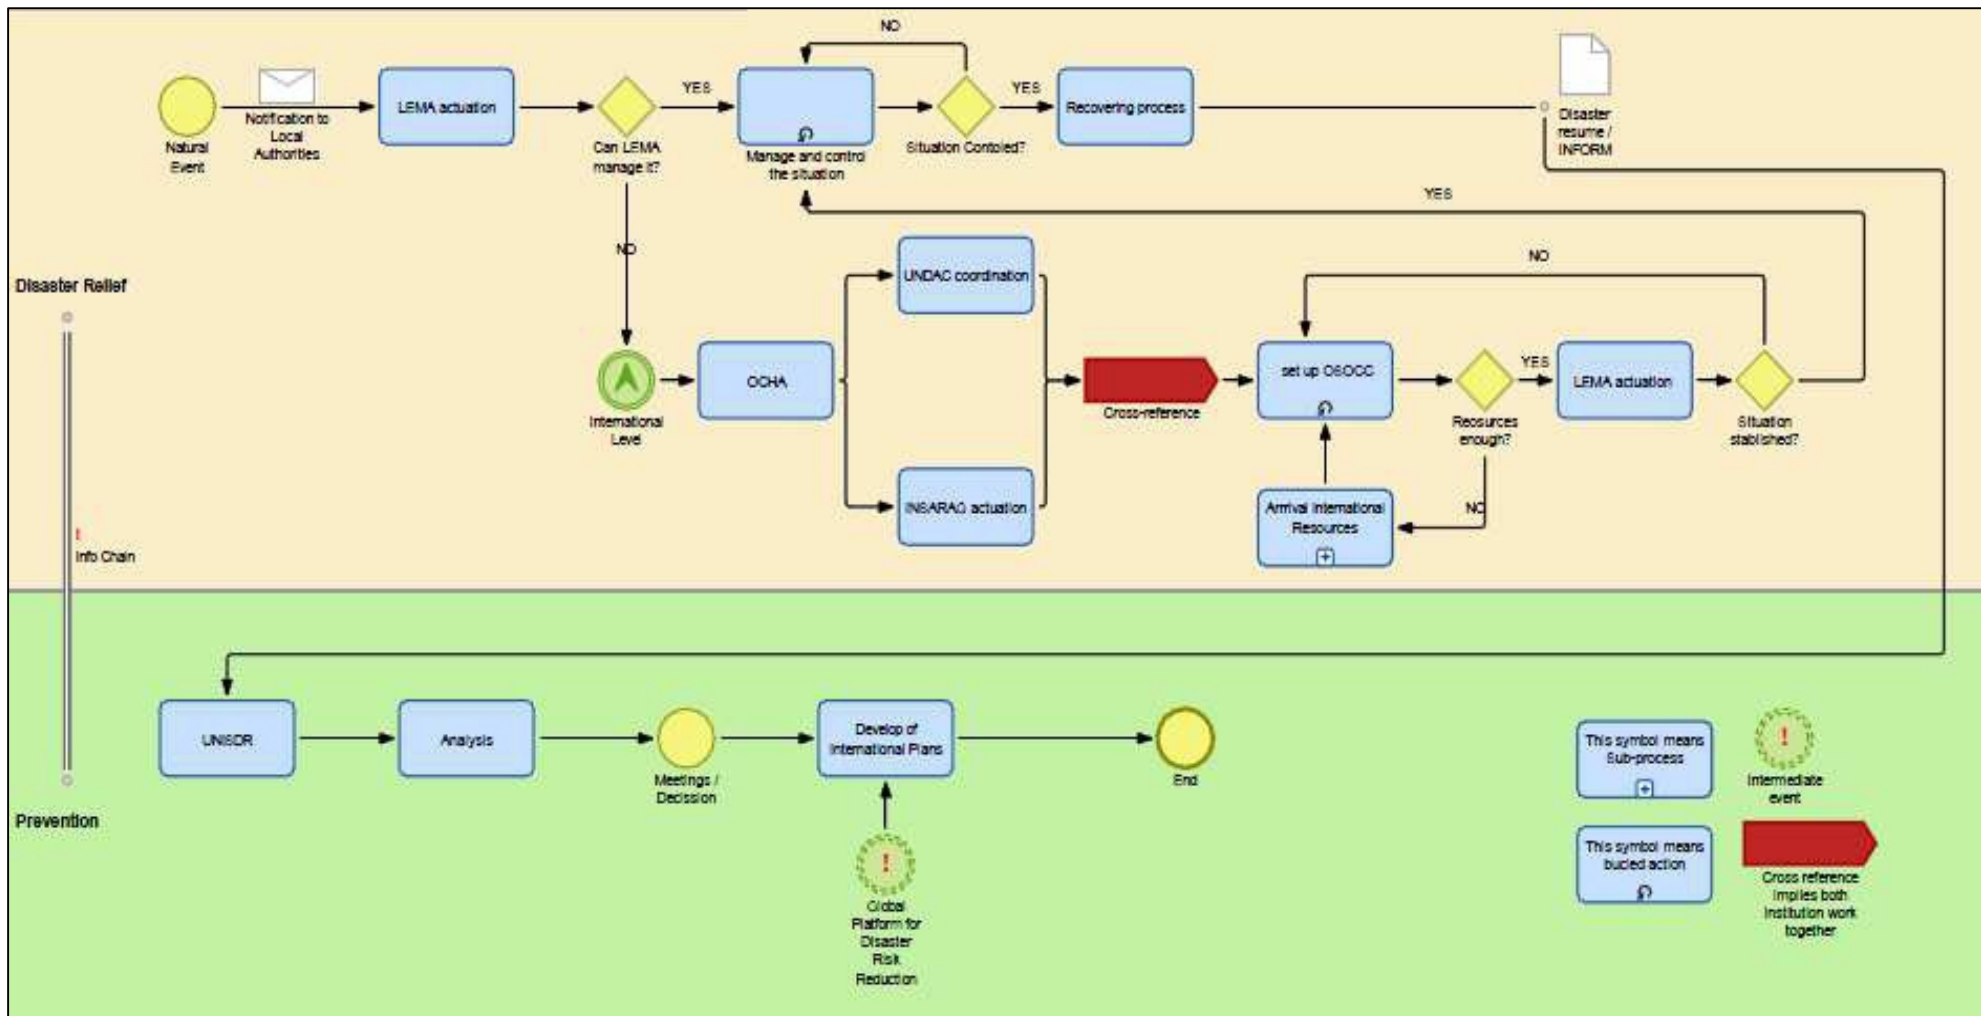 NO
YES
YES
LEMA actuation
Recovering process
Notification to
Local
Authorities
Natural
Event
Can LEMA
manage it?
Manage and control
the situation
Situation Contoled?
Disaster
resume /
INFORM
YES
NO
NO
UNDAC coordination
Disaster Relief
OCHA
set up OSOCC
YES
LEMA actuation
International
Level
Cross-reference
Reosurces
enough?
Situation
stablished?
INSARAG actuation
Arrival International
Resources
NO
!
Info Chain
UNISDR
Analysis
Develop of
International Plans
Meetings /
Decission
End
Prevention
!
Global
Platform for
Disaster
Risk
Reduction
This symbol means
Sub-process
!
Intermediate
event
This symbol means
bucled action
Cross reference
implies both
institution work
together